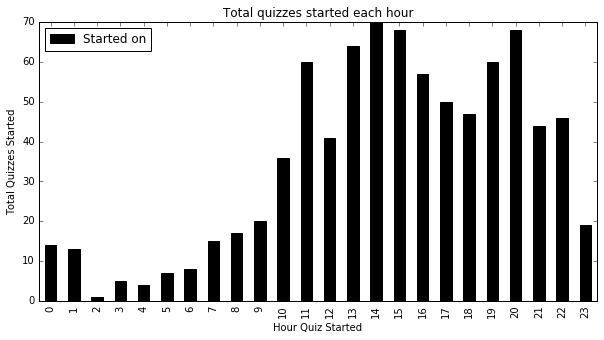 Total quizzes started each hour
Started on
Total Quizzes Started
70
60
50
40
30
20
10
0
0 1 2 3 4 5 6 7 8 9 10 11 12 13 14 15 16 17 18 19 20 21 22 23
Hour Quiz Started